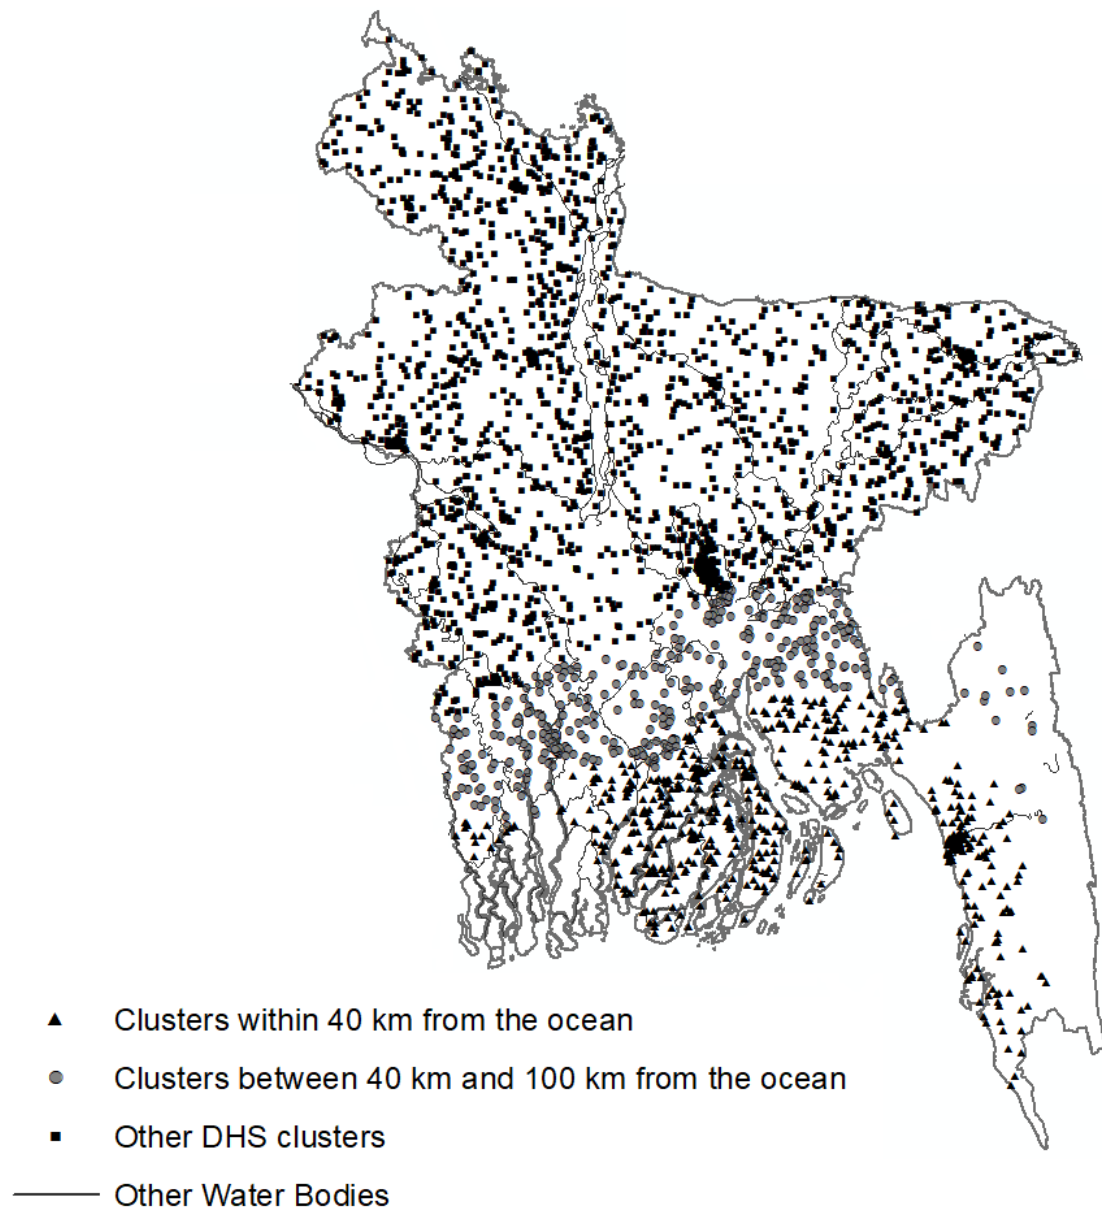 Clusters within 40 km from the ocean
Clusters between 40 km and 100 km from the ocean
Other DHS clusters
Other Water Bodies